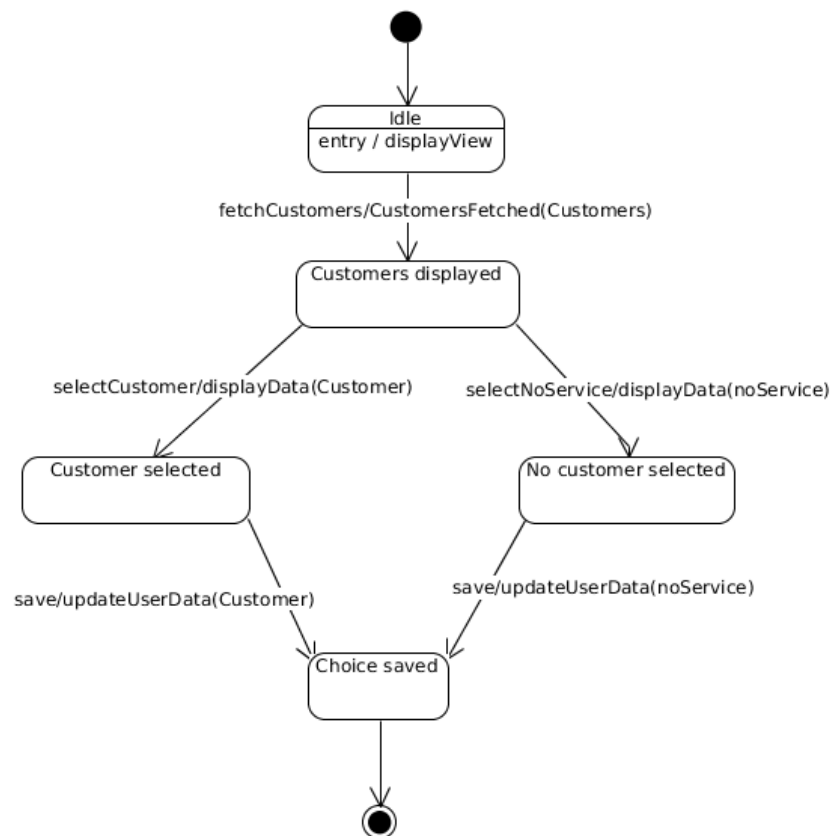 Idle
entry / displayView
fetchCustomers/CustomersFetched(Customers)
Customers displayed
selectCustomer/displayData(Customer)
selectNoService/displayData(noService)
Customer selected
No customer selected
save/updateUserData(Customer)
save/updateUserData(noService)
Choice saved